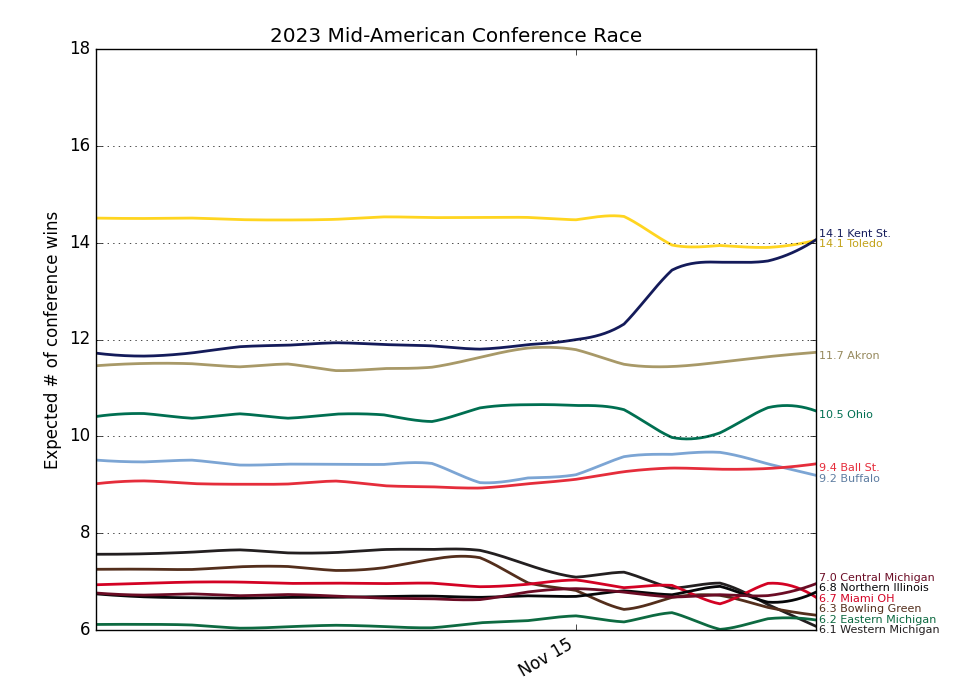 2023 Mid-American Conference Race
Expected # of conference wins
18
16
14
12
10
8
6
Nov 15
14.1 Kent St.
14.1 Toledo
11.7 Akron
10.5 Ohio
9.4 Ball St.
9.2 Buffalo
7.0 Central Michigan
6.8 Northern Illinois
6.7 Miami OH
6.3 Bowling Green
6.2 Eastern Michigan
6.1 Western Michigan